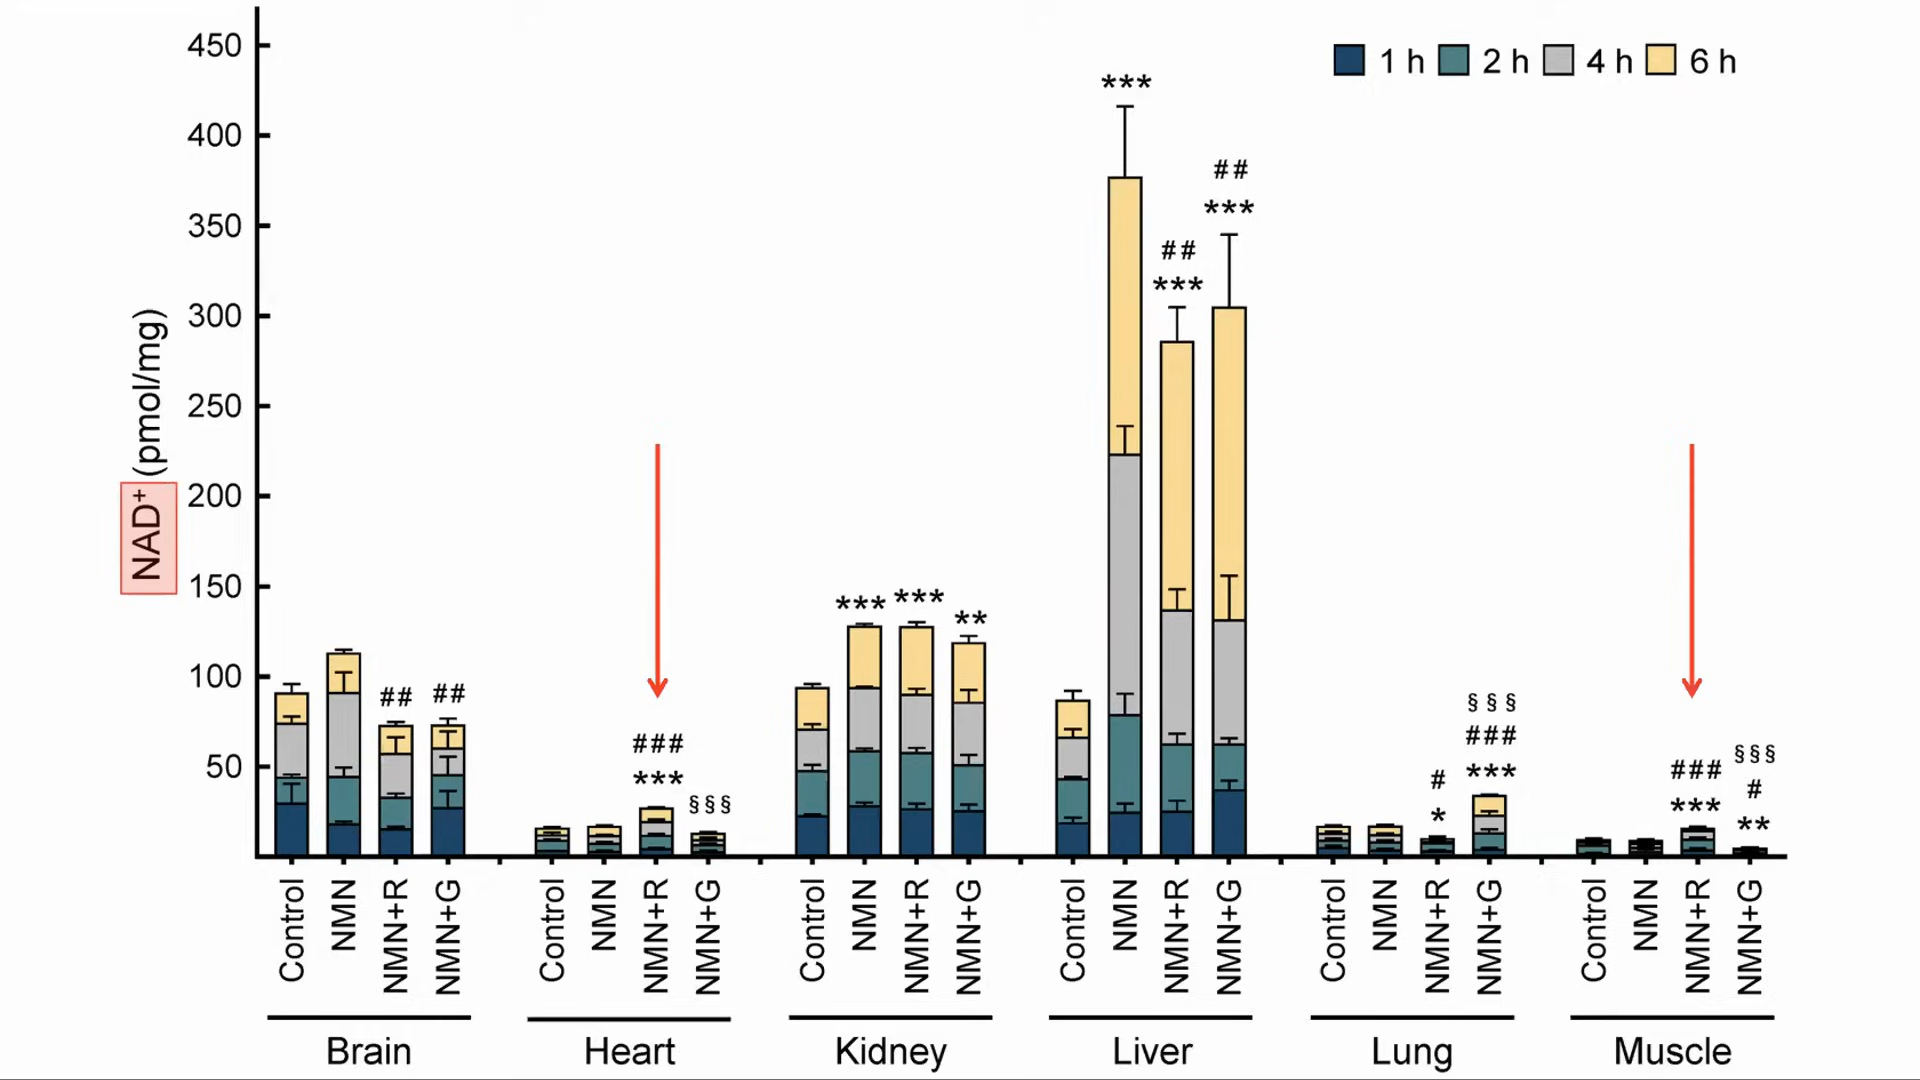 1 h 2 h 4 h 6 h
NAD+ (pmol/mg)
450
400
350
300
250
200
150
100
50
## ##
###
***
§§§
*** *** **
***
##
***
##
***
#
*
§§§
###
***
###
***
§§§
#
**
Control NMN NMN+R NMN+G
Control NMN NMN+R NMN+G
Control NMN NMN+R NMN+G
Control NMN NMN+R NMN+G
Control NMN NMN+R NMN+G
Control NMN NMN+R NMN+G
Brain Heart Kidney Liver Lung Muscle